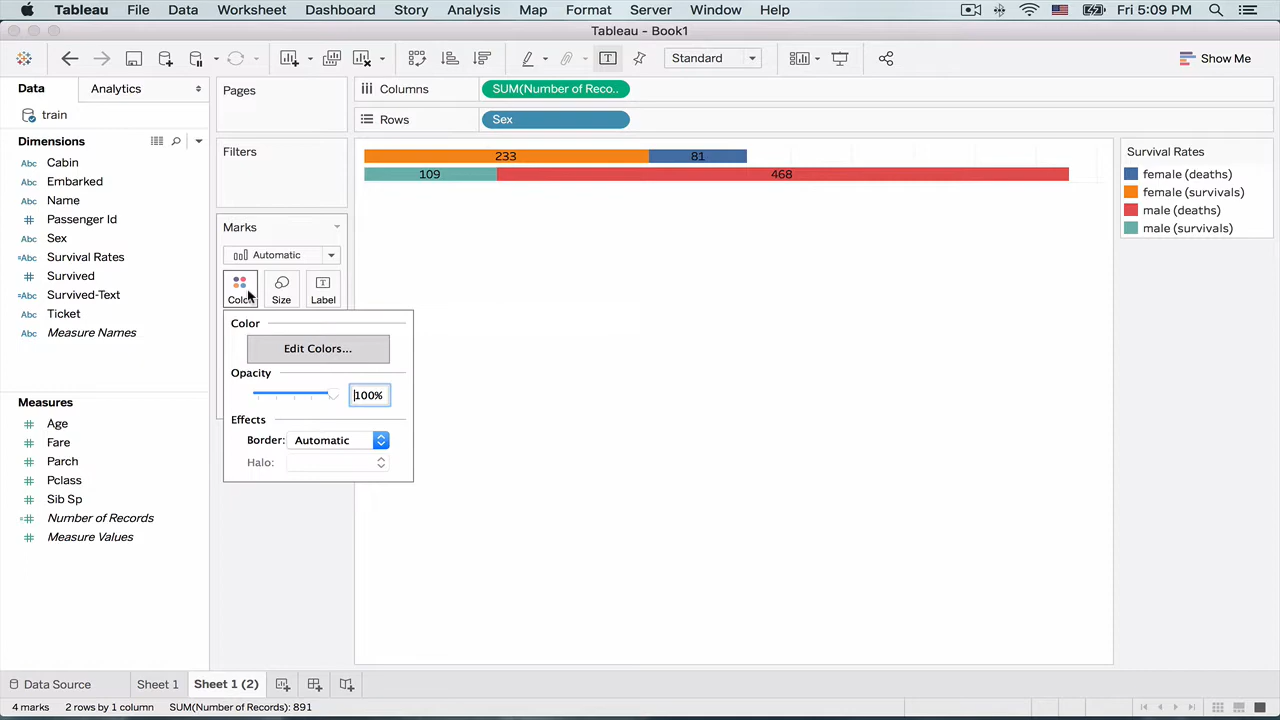 Tableau File Data Worksheet Dashboard Story Analysis Map Format Server Window Help Fri 5:09 PM
Tableau - Book1
Standard Show Me
Data Analytics
train
Dimensions
Cabin
Embarked
Name
Passenger Id
Sex
Survival Rates
Survived
Survived-Text
Ticket
Measure Names
Measures
Age
Fare
Parch
Pclass
Sib Sp
Number of Records
Measure Values
Pages
Filters
Marks
Automatic
Color Size Label
Color
Edit Colors...
Opacity
100%
Effects
Border: Automatic
Halo:
Columns SUM(Number of Reco..
Rows Sex
233 81
109 468
Survival Rates
female (deaths)
female (survivals)
male (deaths)
male (survivals)
Data Source Sheet 1 Sheet 1 (2)
4 marks 2 rows by 1 column SUM(Number of Records): 891